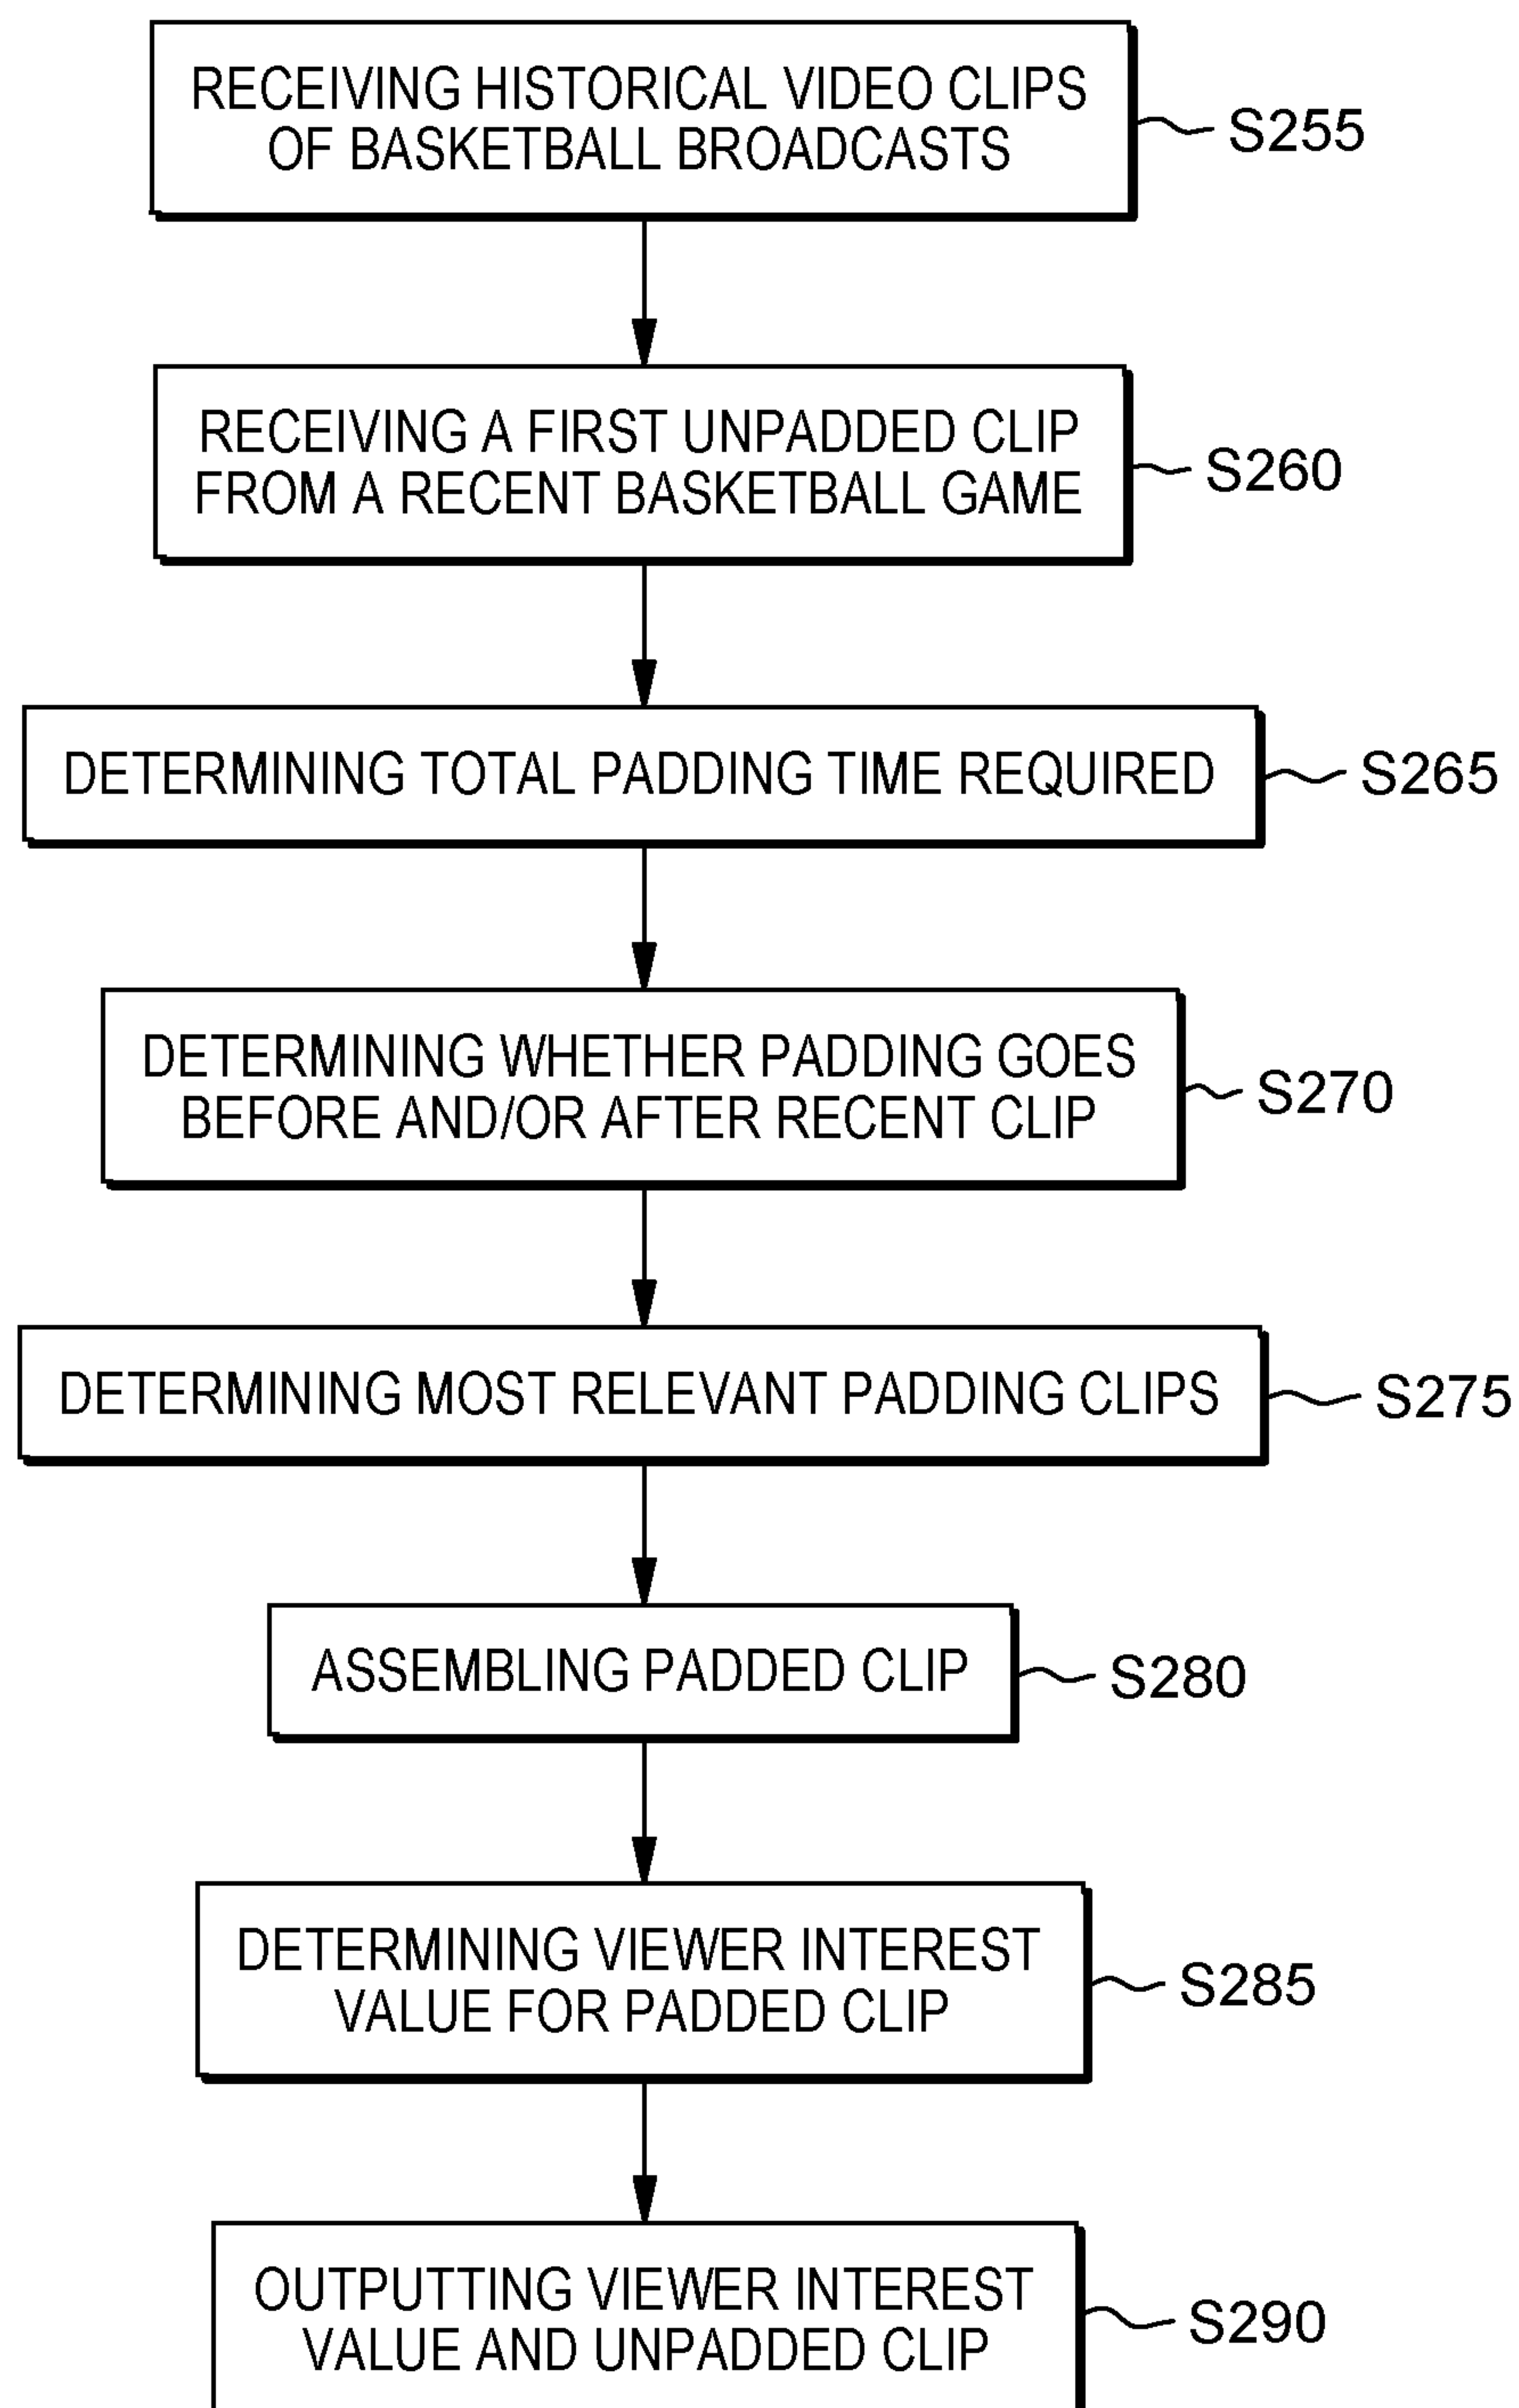 RECEIVING HISTORICAL VIDEO CLIPS
OF BASKETBALL BROADCASTS
S255
RECEIVING A FIRST UNPADDED CLIP
FROM A RECENT BASKETBALL GAME
S260
DETERMINING TOTAL PADDING TIME REQUIRED
S265
DETERMINING WHETHER PADDING GOES
BEFORE AND/OR AFTER RECENT CLIP
S270
DETERMINING MOST RELEVANT PADDING CLIPS
S275
ASSEMBLING PADDED CLIP
S280
DETERMINING VIEWER INTEREST
VALUE FOR PADDED CLIP
S285
OUTPUTTING VIEWER INTEREST
VALUE AND UNPADDED CLIP
S290